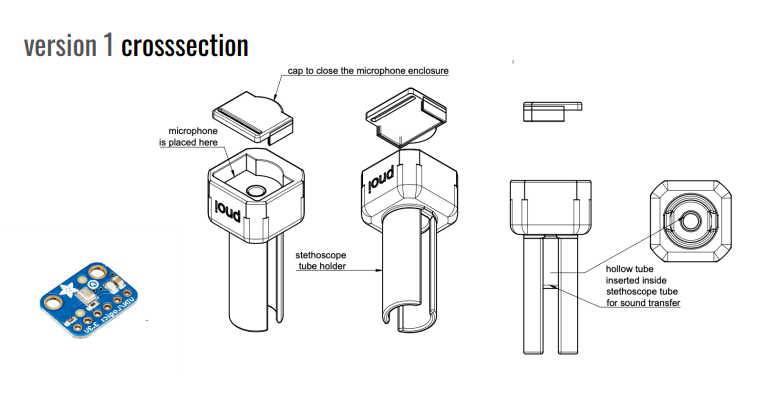 version 1 crosssection
cap to close the microphone enclosure
microphone
is placed here
loud
loud
stethoscope
tube holder
hollow tube
inserted inside
stethoscope tube
for sound transfer